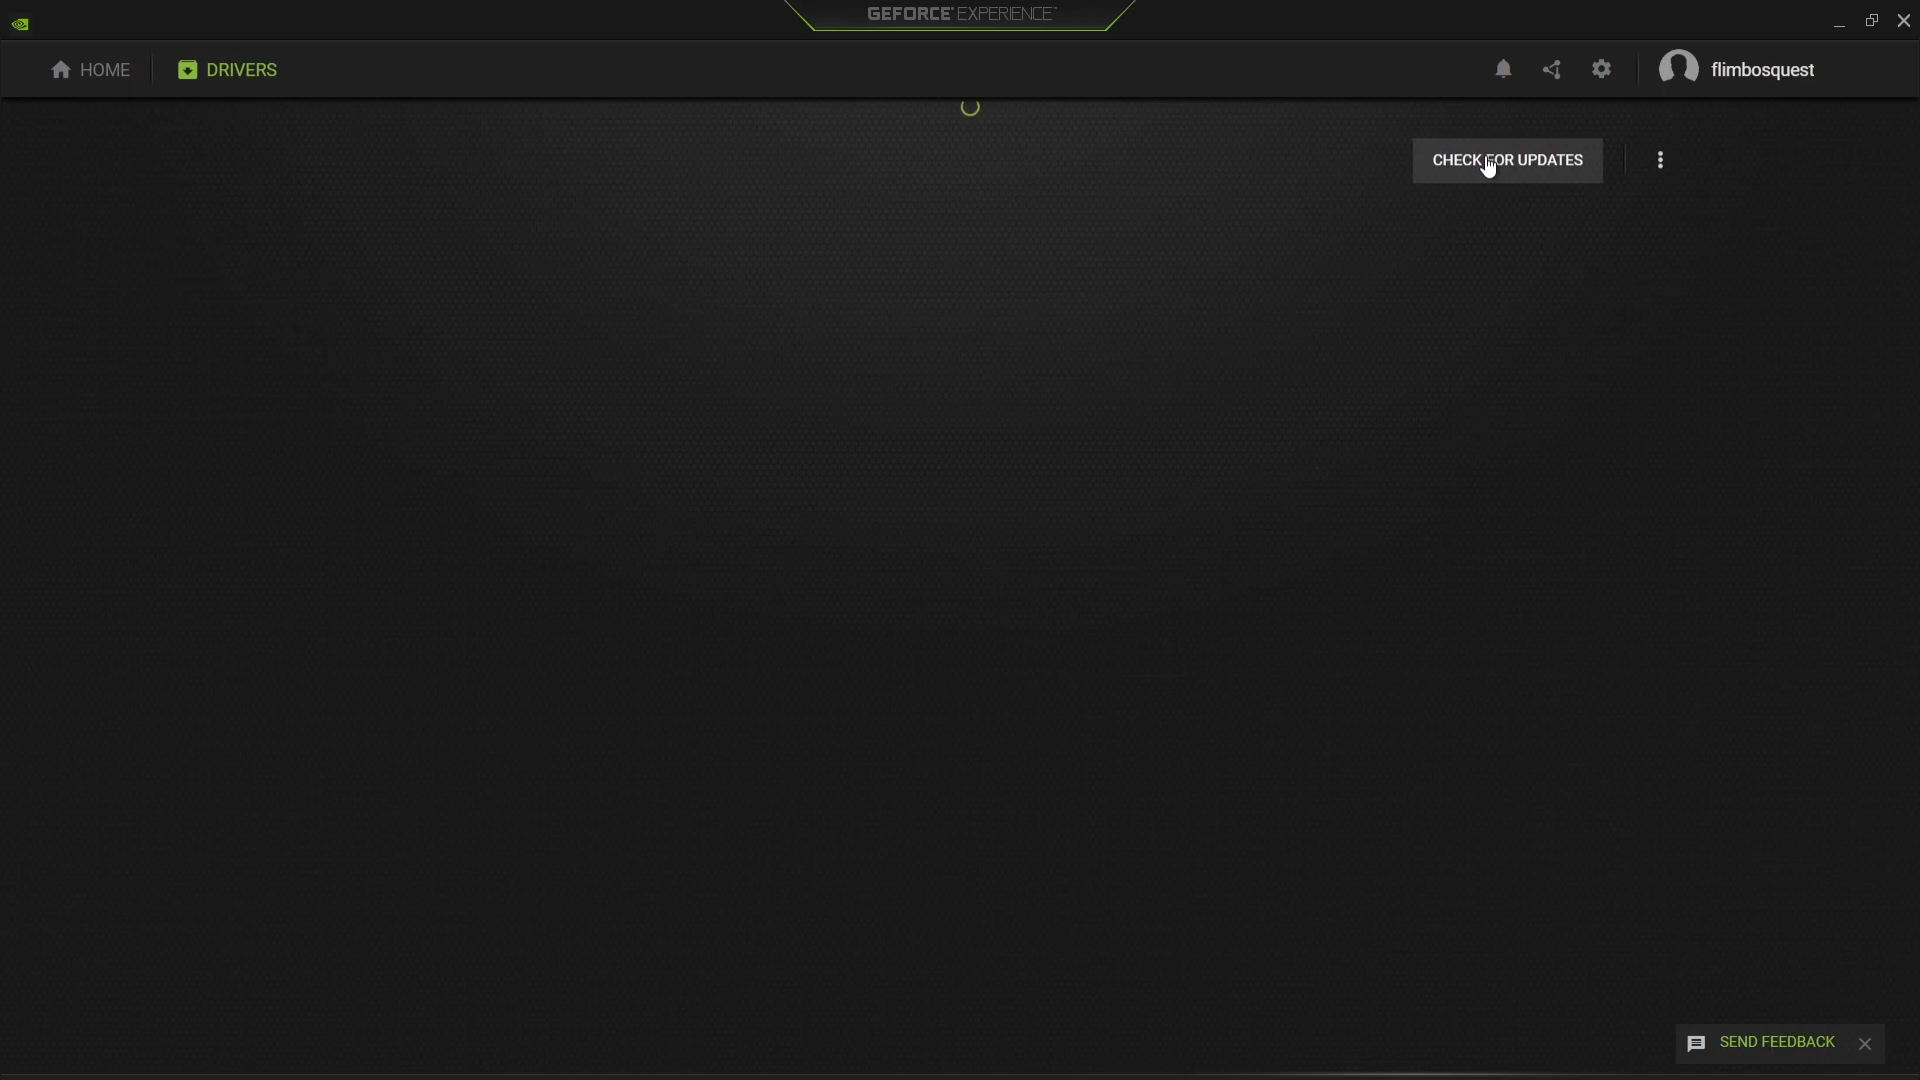 GEFORCE EXPERIENCE
HOME
DRIVERS
flimbosquest
CHECK FOR UPDATES
SEND FEEDBACK